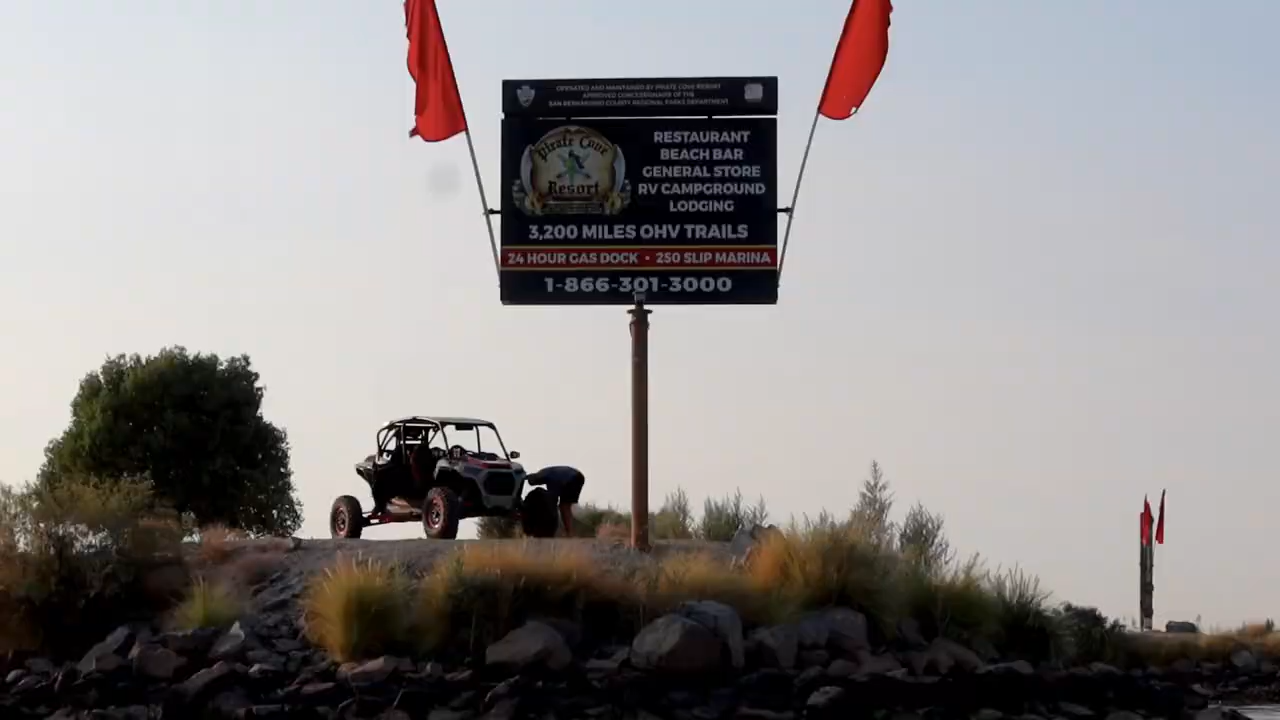 OPERATED AND MAINTAINED BY PIRATE COVE RESORT
APPROVED CONCESSIONAIRE OF THE
SAN BERNARDINO COUNTY REGIONAL PARKS DEPARTMENT
Pirate Cove
Resort
RESTAURANT
BEACH BAR
GENERAL STORE
RV CAMPGROUND
LODGING
3,200 MILES OHV TRAILS
24 HOUR GAS DOCK • 250 SLIP MARINA
1-866-301-3000